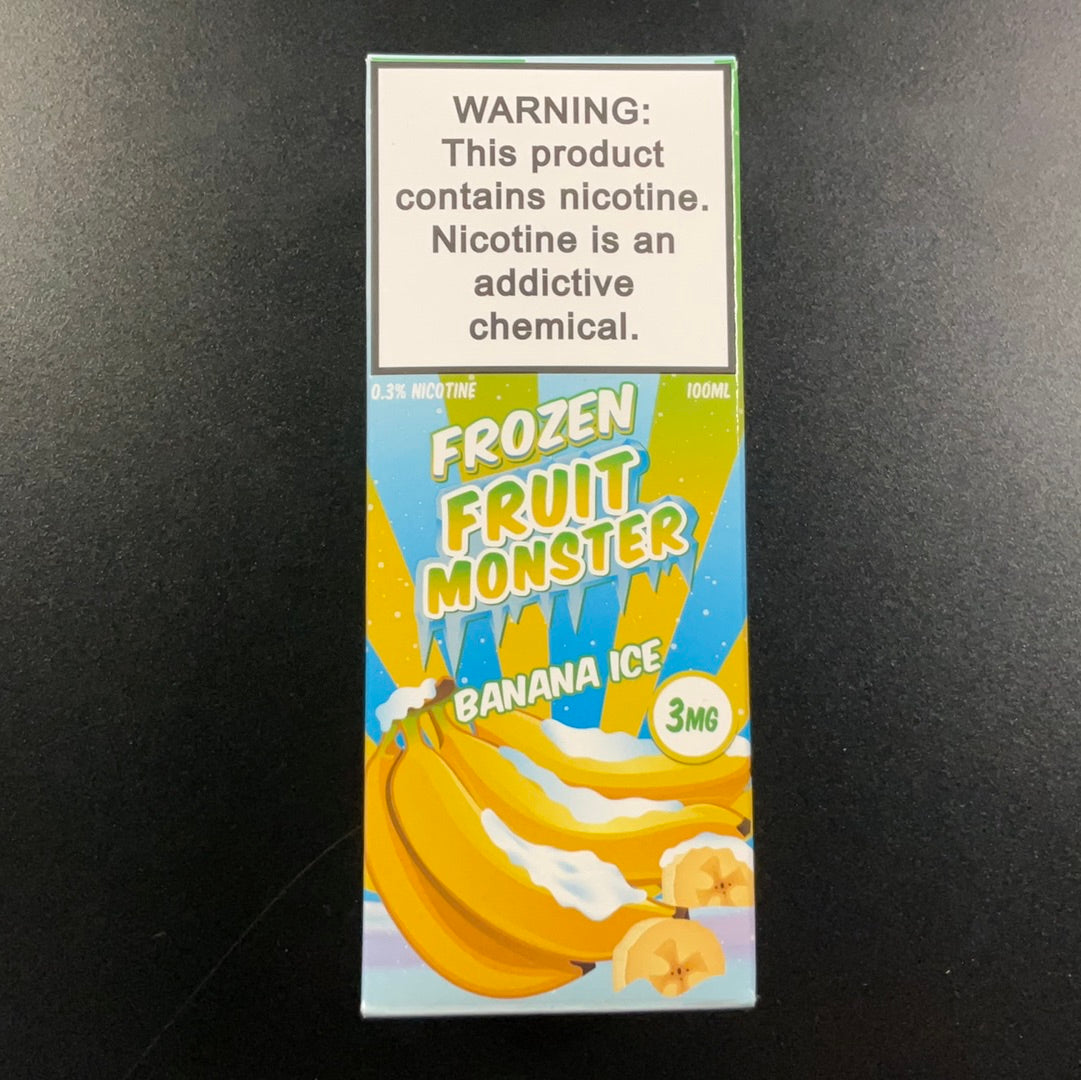 WARNING:
This product
contains nicotine.
Nicotine is an
addictive
chemical.
0.3% NICOTINE
100ML
FROZEN
FRUIT
MONSTER
BANANA ICE
3MG